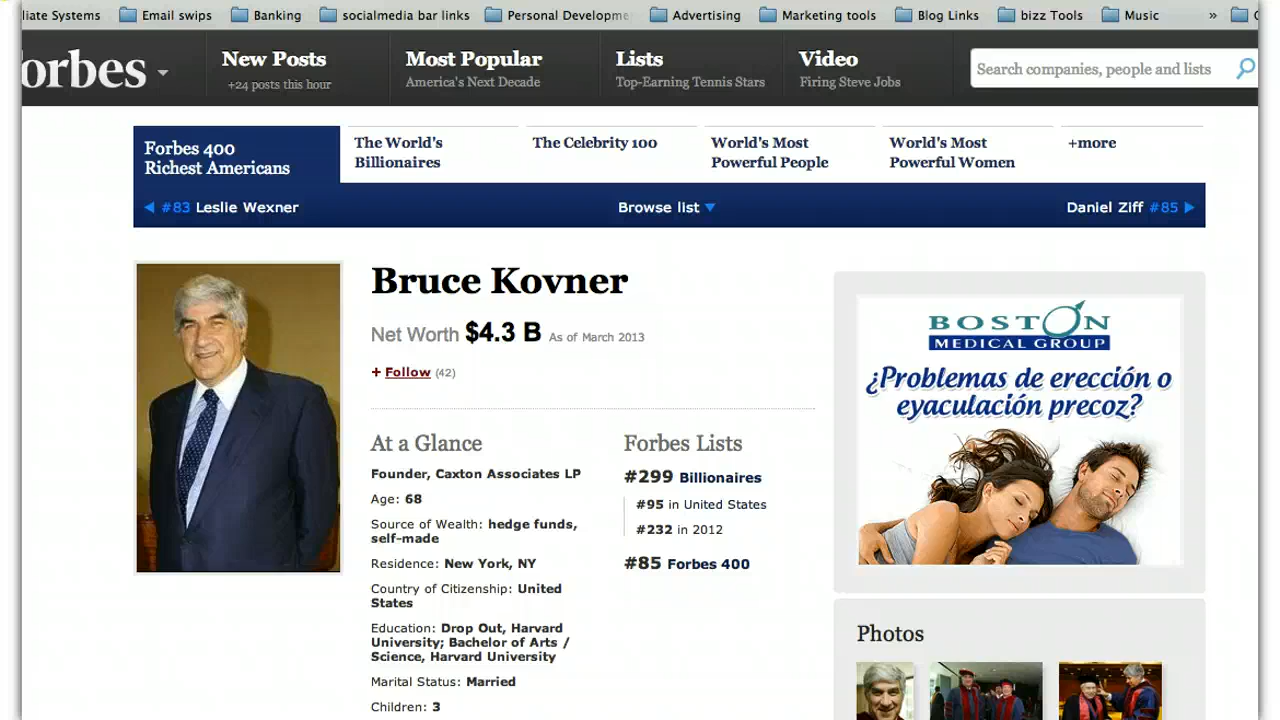 liate Systems Email swips Banking socialmedia bar links Personal Developme Advertising Marketing tools Blog Links bizz Tools Music »
orbes
New Posts
+24 posts this hour
Most Popular
America's Next Decade
Lists
Top-Earning Tennis Stars
Video
Firing Steve Jobs
Search companies, people and lists
Forbes 400
Richest Americans
The World's
Billionaires
The Celebrity 100
World's Most
Powerful People
World's Most
Powerful Women
+more
#83 Leslie Wexner
Browse list
Daniel Ziff #85
Bruce Kovner
Net Worth $4.3 B As of March 2013
+ Follow (42)
At a Glance
Founder, Caxton Associates LP
Age: 68
Source of Wealth: hedge funds,
self-made
Residence: New York, NY
Country of Citizenship: United
States
Education: Drop Out, Harvard
University; Bachelor of Arts /
Science, Harvard University
Marital Status: Married
Children: 3
Forbes Lists
#299 Billionaires
#95 in United States
#232 in 2012
#85 Forbes 400
BOSTON
MEDICAL GROUP
¿Problemas de erección o
eyaculación precoz?
Photos